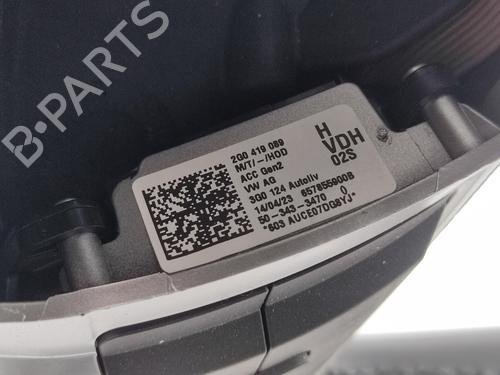 B-PARTS
2G0 419 089
M/T/-/HOD
ACC Gen2
VW AG
3G0 124 Autoliv
14/04/23 657855900B
50-343-3470 0
*503 AUCE07DG8YJ*
H
VDH
02S